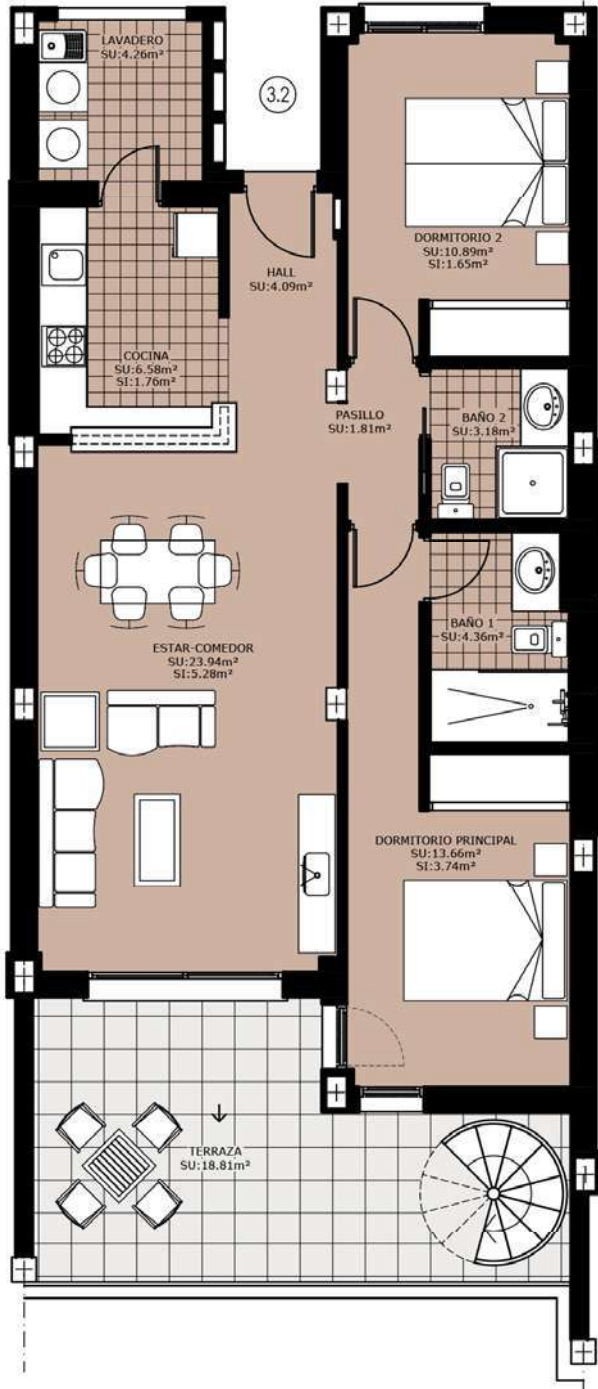 LAVADERO
SU:4.26m²
3.2
DORMITORIO 2
SU:10.89m²
SI:1.65m²
HALL
SU:4.09m²
COCINA
SU:6.58m²
SI:1.76m²
PASILLO
SU:1.81m²
BAÑO 2
SU:3.18m²
BAÑO 1
SU:4.36m²
ESTAR-COMEDOR
SU:23.94m²
SI:5.28m²
DORMITORIO PRINCIPAL
SU:13.66m²
SI:3.74m²
TERRAZA
SU:18.81m²